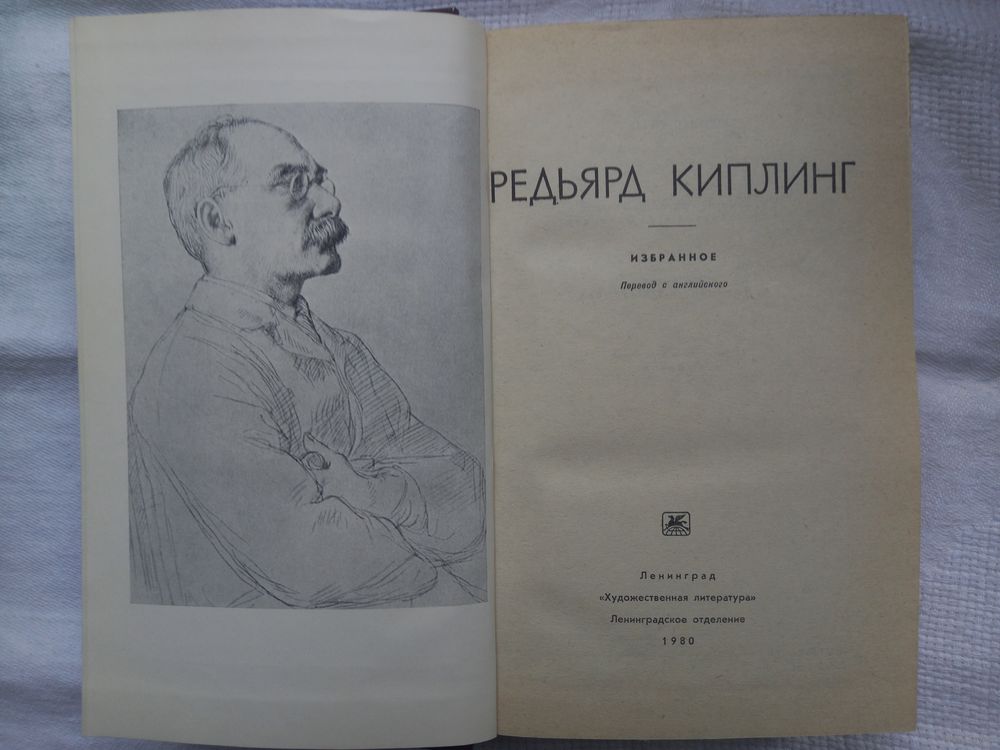 РЕДЬЯРД КИПЛИНГ
ИЗБРАННОЕ
Перевод с английского
Ленинград
«Художественная литература»
Ленинградское отделение
1980